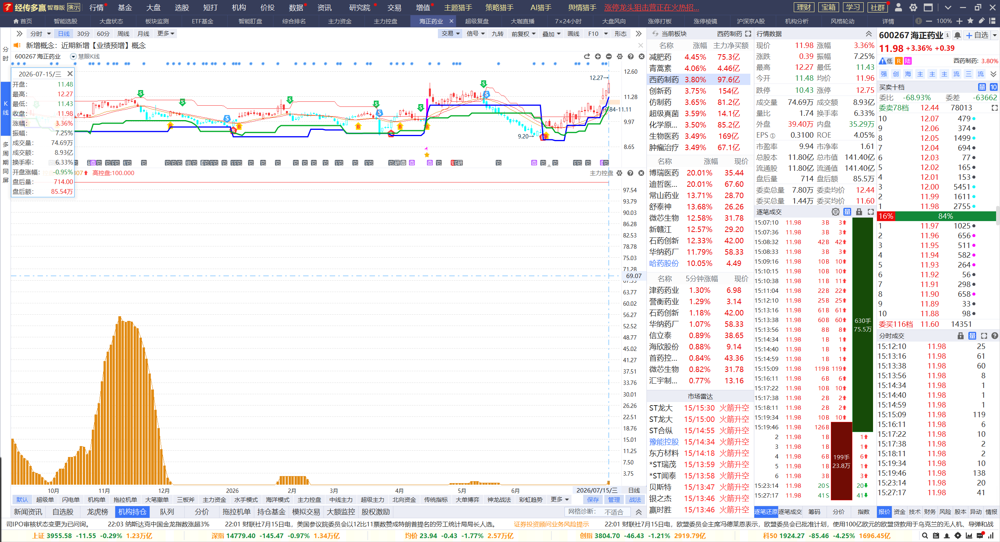 经传多赢 智尊版 演示 行情 基金 大盘 选股 短打 机构 价投 数据 资讯 研究院 交易 增值 主题猎手 策略猎手 AI猎手 舆情猎手 涨停龙头狙击营正在火热招... 理财 宝箱 学习 社群
首页 智能选股 大盘状态 板块监测 ETF基金 智能盯盘 综合排名 主力资金 主力控盘 海正药业 超级复盘 大咖直播 7×24小时 大盘风向 涨停打板 涨停棱镜 沪深京A股 机构分析 风格轮动 详情 100%
分时 日线 30分 60分 周线 月线 更多 交易 信号 九转 前复权 叠加 画线 F10 形态
新增概念：近期新增【业绩预增】概念
600267 海正药业 慧眼K线
分时
K线
多周期同屏
2026-07-15/三
开盘: 11.48
最高: 12.27
最低: 11.43
收盘: 11.98
涨幅: 3.36%
振幅: 7.25%
成交量: 74.69万
成交额: 8.93亿
换手率: 6.33%
开盘涨幅: -0.95%
盘后量: 714.00
盘后额: 85.54万
12.60
11.28
9.97
8.65
12.27→
9.20→
高控盘:100.000
主力控盘
97.54
93.79
90.03
86.28
82.53
78.78
75.03
71.28
69.07
63.77
60.02
56.27
52.52
48.77
45.02
41.27
37.51
33.76
30.01
26.26
22.51
18.76
15.01
11.25
7.50
3.75
10月 11月 12月 2026 2月 3月 4月 5月 6月 2026/07/15/三 日线
默认 超级单 闪电单 机构单 拖拉机单 大笔撤单 三板斧 主力资金 水手模式 海洋模式 主力控盘 中线主力 超级主力 北向资金 传统指标 大单博弈 神龙战法 彩虹趋势 更多 保存 管理 战法
新闻资讯 自选股 龙虎榜 机构持仓 队列 分价 拖拉机单 持仓基金 模拟交易 大额监控 股权激励 网格诊断： 不适合
当前板块 西药制药
名称 涨幅 主力净买额
减肥药 4.45% 75.3亿
青蒿素 4.06% 4.46亿
西药制药 3.80% 97.6亿
创新药 3.75% 154亿
仿制药 3.65% 81.2亿
超级真菌 3.59% 14.1亿
化学原... 3.50% 85.2亿
生物医药 3.49% 169亿
肿瘤治疗 3.49% 67.1亿
名称 涨幅 现价
博瑞医药 20.01% 35.44
迪哲医... 20.01% 67.60
常山药业 13.71% 28.70
舒泰神 13.68% 26.26
微芯生物 12.58% 31.78
新赣江 12.57% 29.20
石药创新 12.33% 42.00
华纳药厂 11.79% 58.33
哈药股份 10.05% 4.49
名称 5分钟涨幅 现价
津药药业 1.30% 6.98
誉衡药业 1.29% 3.14
石药创新 1.18% 42.00
华纳药厂 1.07% 58.33
信立泰 0.89% 38.65
海欣股份 0.88% 9.14
首药控... 0.84% 43.36
微芯生物 0.82% 31.78
汇宇制... 0.77% 13.16
市场雷达
ST龙大 15/15:30 火箭升空
ST龙大 15/15:00 火箭升空
ST合纵 15/14:55 火箭升空
豫能控股 15/14:34 火箭升空
东方材料 15/14:18 火箭升空
*ST瑞茂 15/13:59 火箭升空
*ST闻泰 15/13:58 火箭升空
贝斯特 15/13:47 火箭升空
银之杰 15/13:46 火箭升空
赢时胜 15/13:46 火箭升空
行情数据
现价 11.98 涨幅 3.36%
涨跌 0.39 振幅 7.25%
最高 12.27 最低 11.43
今开 11.48 均价 11.96
跌停 10.43 涨停 12.75
成交量 74.69万 成交额 8.93亿
量比 1.74 换手率 6.33%
外盘 39.40万 内盘 35.29万
EPS① 0.3100 ROE 4.05%
市盈率 9.94 市净率 1.61
总股本 11.80亿 总市值 141.40亿
流通股 11.80亿 流通值 141.40亿
盘后量 714 盘后额 85.5万
委卖总量 7.80万 委卖均价 12.44
委买总量 1.44万 委买均价 11.60
逐笔成交 量
15:07:10 11.98 3B 3
15:07:36 11.98 3B 3
15:08:32 11.98 42B 42
15:08:33 11.98 3B 3
15:09:16 11.98 10B 10
15:10:15 11.98 10B 10
15:10:38 11.98 11B 11
15:11:04 11.98 22B 22
15:12:10 11.98 25B 25
15:13:16 11.98 61B 61
15:13:38 11.98 60B 60
15:13:56 11.98 8B 8
15:14:34 11.98 1B 1
15:14:40 11.98 1B 1
15:14:59 11.98 1B 1
15:15:09 11.98 119B 119
15:16:11 11.98 6B 6
15:17:22 11.98 10B 10
15:17:38 11.98 2B 2
15:18:11 11.98 2B 2
15:19:34 11.98 10B 10
15:19:46 11.98 126B
2 11.98 1B 1
3 11.98 1B 1
4 11.98 6B 6
5 11.98 1B 1
6 11.98 3B 3
15:23:14 11.98 20S 20
15:27:17 11.98 41S 41
630手
75.5万
199手
23.8万
逐笔还原 逐笔成交 筹码 分价 指数
600267 海正药业 自选
11.98 +3.36% +0.39
低 R 陆 西药制药: 3.80%
强 创 海 主 主 主 流 三 流
买卖十档 量 10
委比 -68.93% 委差 -63662
委卖78档 12.44 78013
10 12.07 479
9 12.06 374
8 12.05 1499
7 12.04 694
6 12.03 77
5 12.02 165
4 12.01 153
3 12.00 5451
2 11.99 1611
1 11.98 2755
16% 84%
1 11.97 1025
2 11.96 656
3 11.95 511
4 11.94 582
5 11.93 264
6 11.92 56
7 11.91 298
8 11.90 658
9 11.89 33
10 11.88 98
委买116档 11.60 14351
分时成交 量
15:12:10 11.98 25
15:13:16 11.98 61
15:13:38 11.98 60
15:13:56 11.98 8
15:14:34 11.98 1
15:14:40 11.98 1
15:14:59 11.98 1
15:15:09 11.98 119
15:16:11 11.98 6
15:17:22 11.98 10
15:17:38 11.98 2
15:18:11 11.98 2
15:19:34 11.98 10
15:19:46 11.98 138
15:23:14 11.98 20
15:27:17 11.98 41
报价 资金 技术 财务 风险 股本 异动 情报
司IPO审核状态变更为已问询。 22:03 纳斯达克中国金龙指数涨超3% 22:01 财联社7月15日电，美国参议院委员会以12比11票数赞成特朗普提名的劳工统计局局长人选。 证券投资顾问业务风险提示 22:01 财联社7月15日电，欧盟委员会主席冯德莱恩表示，欧盟委员会已批准计划，使用100亿欧元的欧盟贷款用于乌克兰的无人机、导弹和战
上证 3955.58 -11.55 -0.29% 1.23万亿 深指 14779.40 -145.47 -0.97% 1.34万亿 均价 23.94 -0.43 -1.77% 2.57万亿 创指 3804.70 -46.43 -1.21% 2919.79亿 科50 1924.27 -85.46 -4.25% 1696.45亿